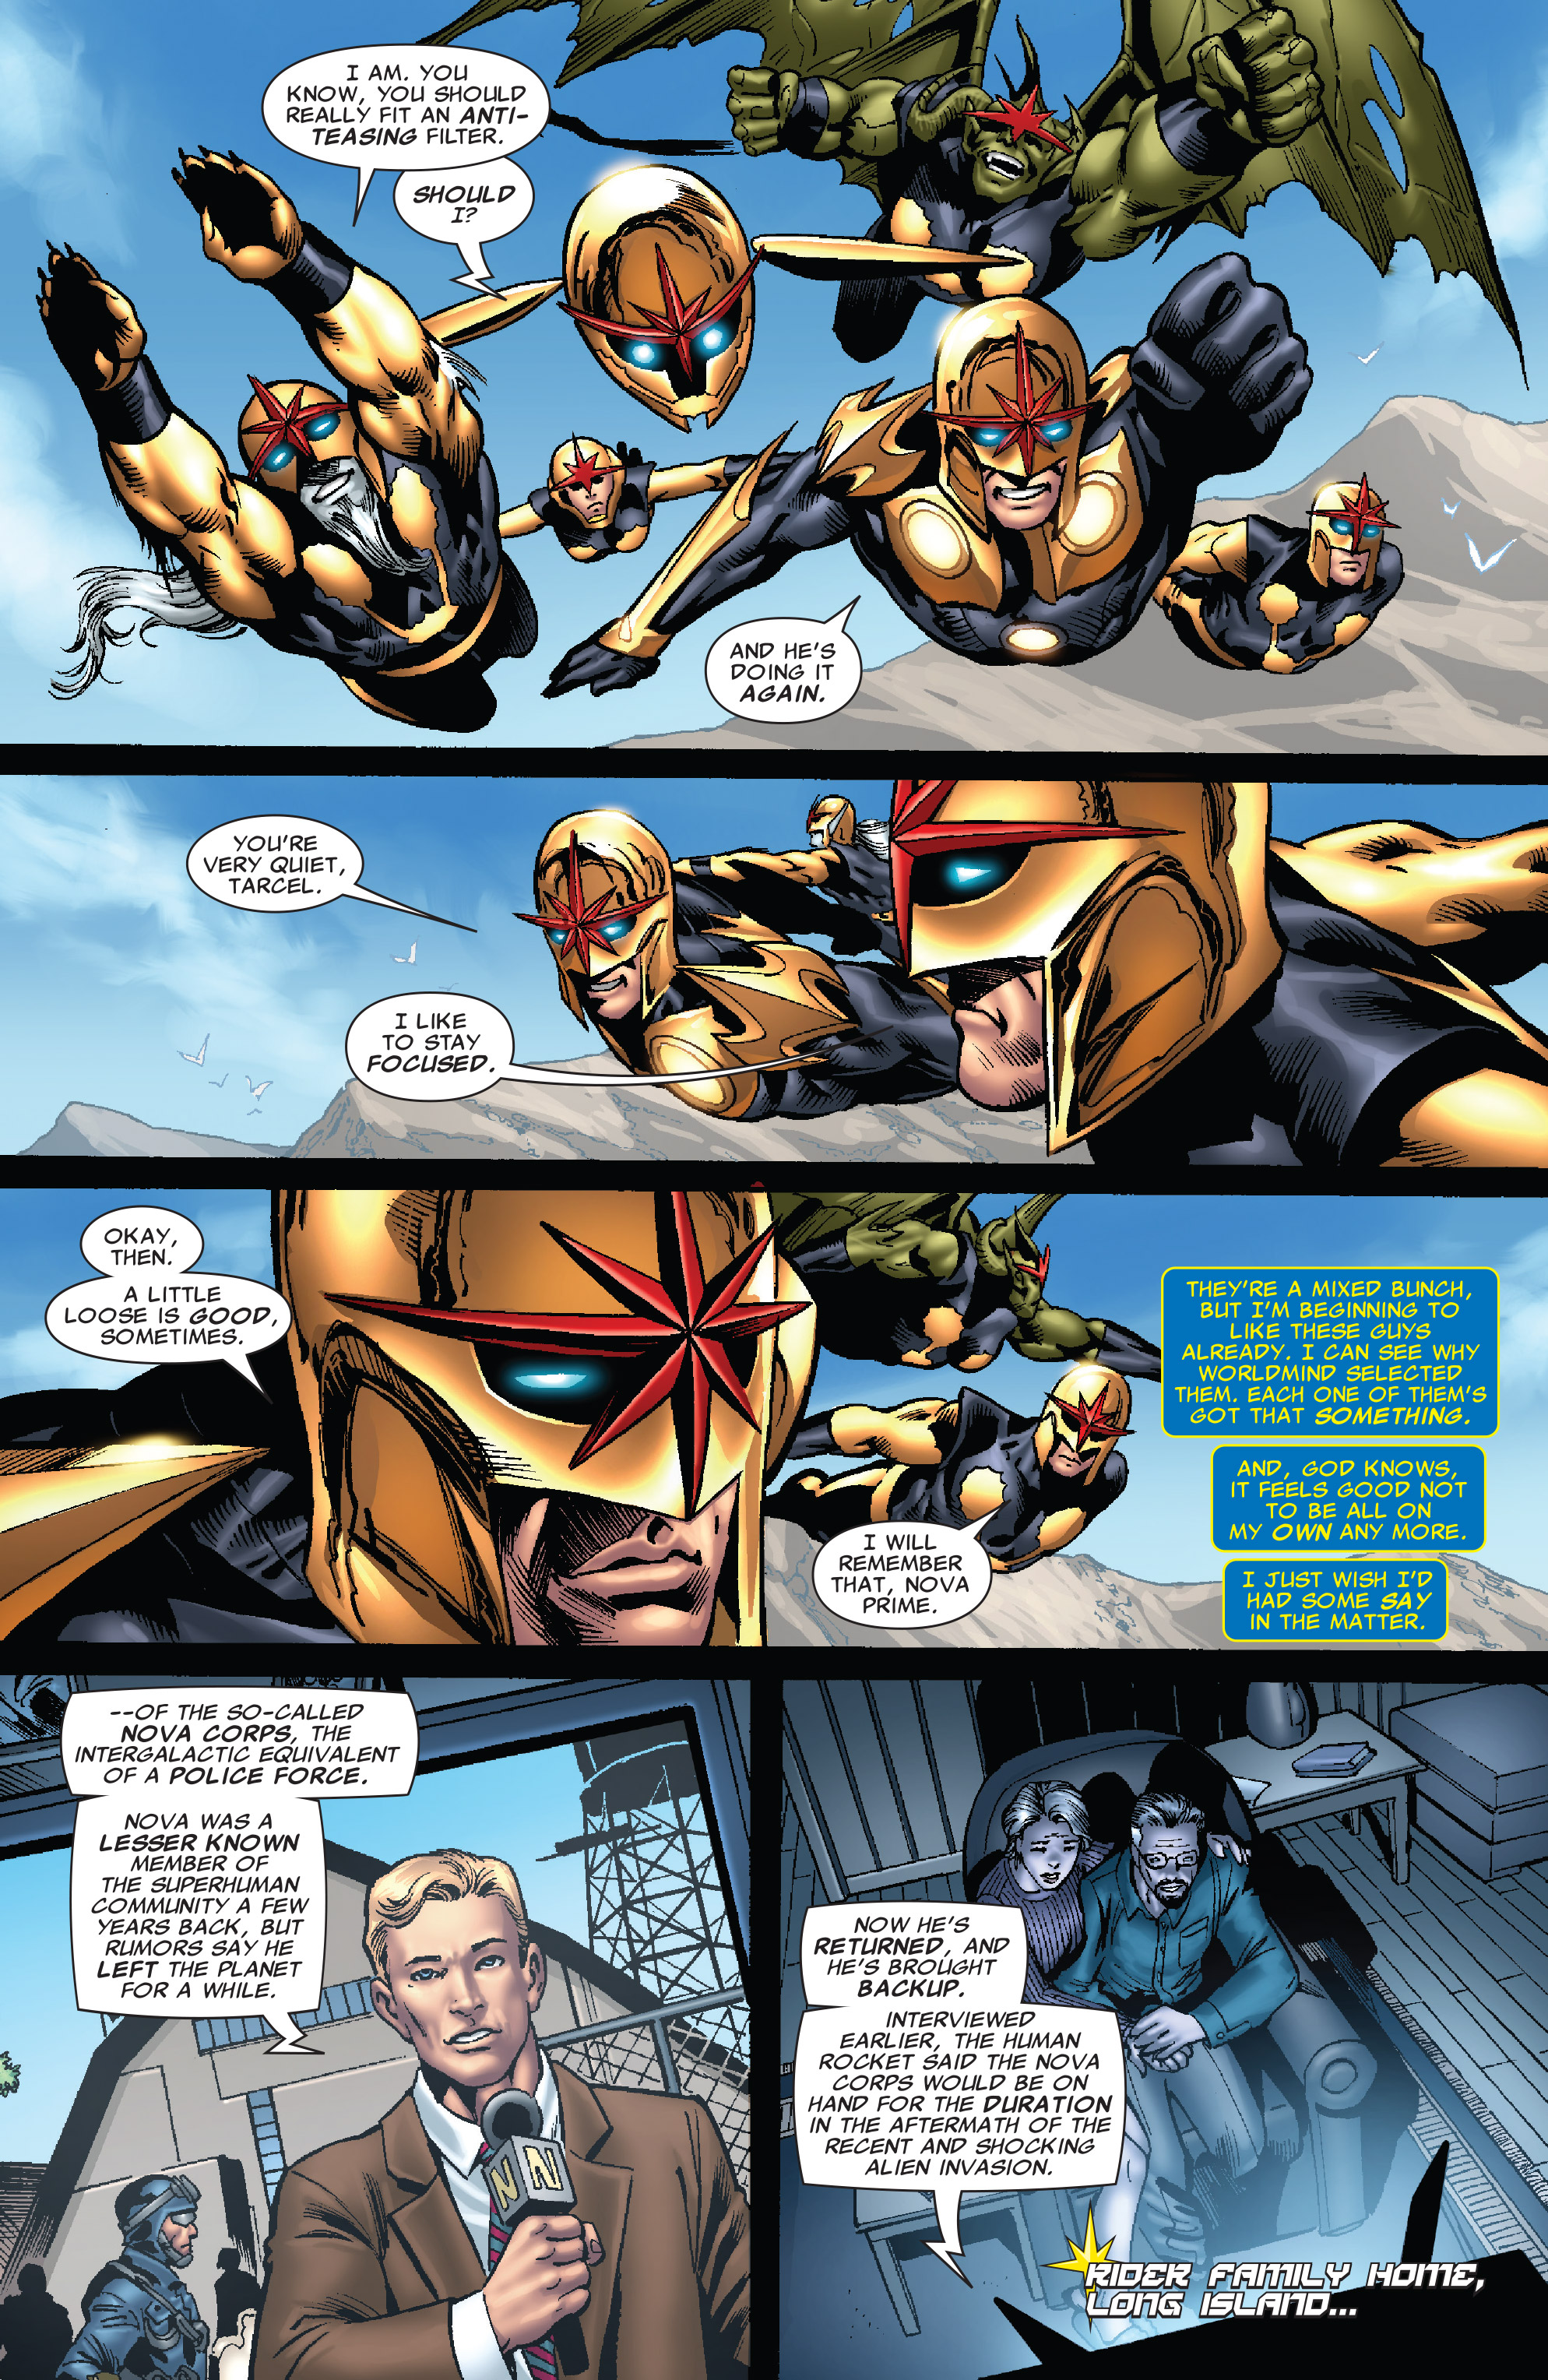 I AM. YOU
KNOW, YOU SHOULD
REALLY FIT AN ANTI-
TEASING FILTER.
SHOULD
I?
AND HE'S
DOING IT
AGAIN.
YOU'RE
VERY QUIET,
TARCEL.
I LIKE
TO STAY
FOCUSED.
OKAY,
THEN.
A LITTLE
LOOSE IS GOOD,
SOMETIMES.
I WILL
REMEMBER
THAT, NOVA
PRIME.
THEY'RE A MIXED BUNCH,
BUT I'M BEGINNING TO
LIKE THESE GUYS
ALREADY. I CAN SEE WHY
WORLDMIND SELECTED
THEM. EACH ONE OF THEM'S
GOT THAT SOMETHING.
AND, GOD KNOWS,
IT FEELS GOOD NOT
TO BE ALL ON
MY OWN ANY MORE.
I JUST WISH I'D
HAD SOME SAY
IN THE MATTER.
--OF THE SO-CALLED
NOVA CORPS, THE
INTERGALACTIC EQUIVALENT
OF A POLICE FORCE.
NOVA WAS A
LESSER KNOWN
MEMBER OF
THE SUPERHUMAN
COMMUNITY A FEW
YEARS BACK, BUT
RUMORS SAY HE
LEFT THE PLANET
FOR A WHILE.
N N
NOW HE'S
RETURNED, AND
HE'S BROUGHT
BACKUP.
INTERVIEWED
EARLIER, THE HUMAN
ROCKET SAID THE NOVA
CORPS WOULD BE ON
HAND FOR THE DURATION
IN THE AFTERMATH OF THE
RECENT AND SHOCKING
ALIEN INVASION.
RIDER FAMILY HOME,
LONG ISLAND...